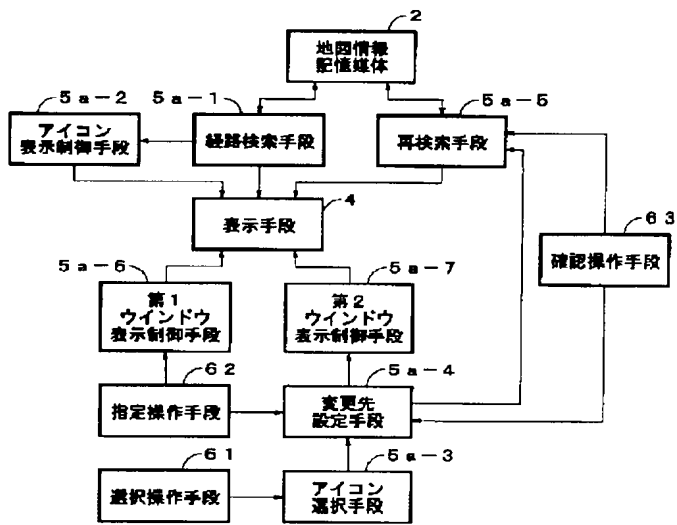 2
地図情報
記憶媒体
5a-2
5a-1
5a-5
アイコン
表示制御手段
経路検索手段
再検索手段
4
表示手段
63
確認操作手段
5a-6
5a-7
第1
ウインドウ
表示制御手段
第2
ウインドウ
表示制御手段
62
5a-4
指定操作手段
変更先
設定手段
61
5a-3
選択操作手段
アイコン
選択手段